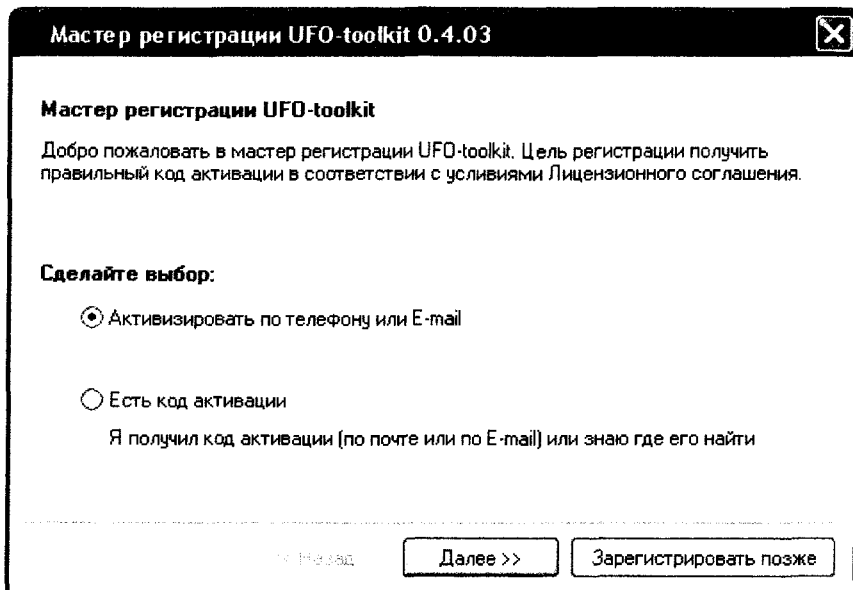 Мастер регистрации UFO-toolkit 0.4.03
Мастер регистрации UFO-toolkit
Добро пожаловать в мастер регистрации UFO-toolkit. Цель регистрации получить
правильный код активации в соответствии с усливиями Лицензионного соглашения.
Сделайте выбор:
Активизировать по телефону или E-mail
Есть код активации
Я получил код активации (по почте или по E-mail) или знаю где его найти
<< Назад Далее >> Зарегистрировать позже